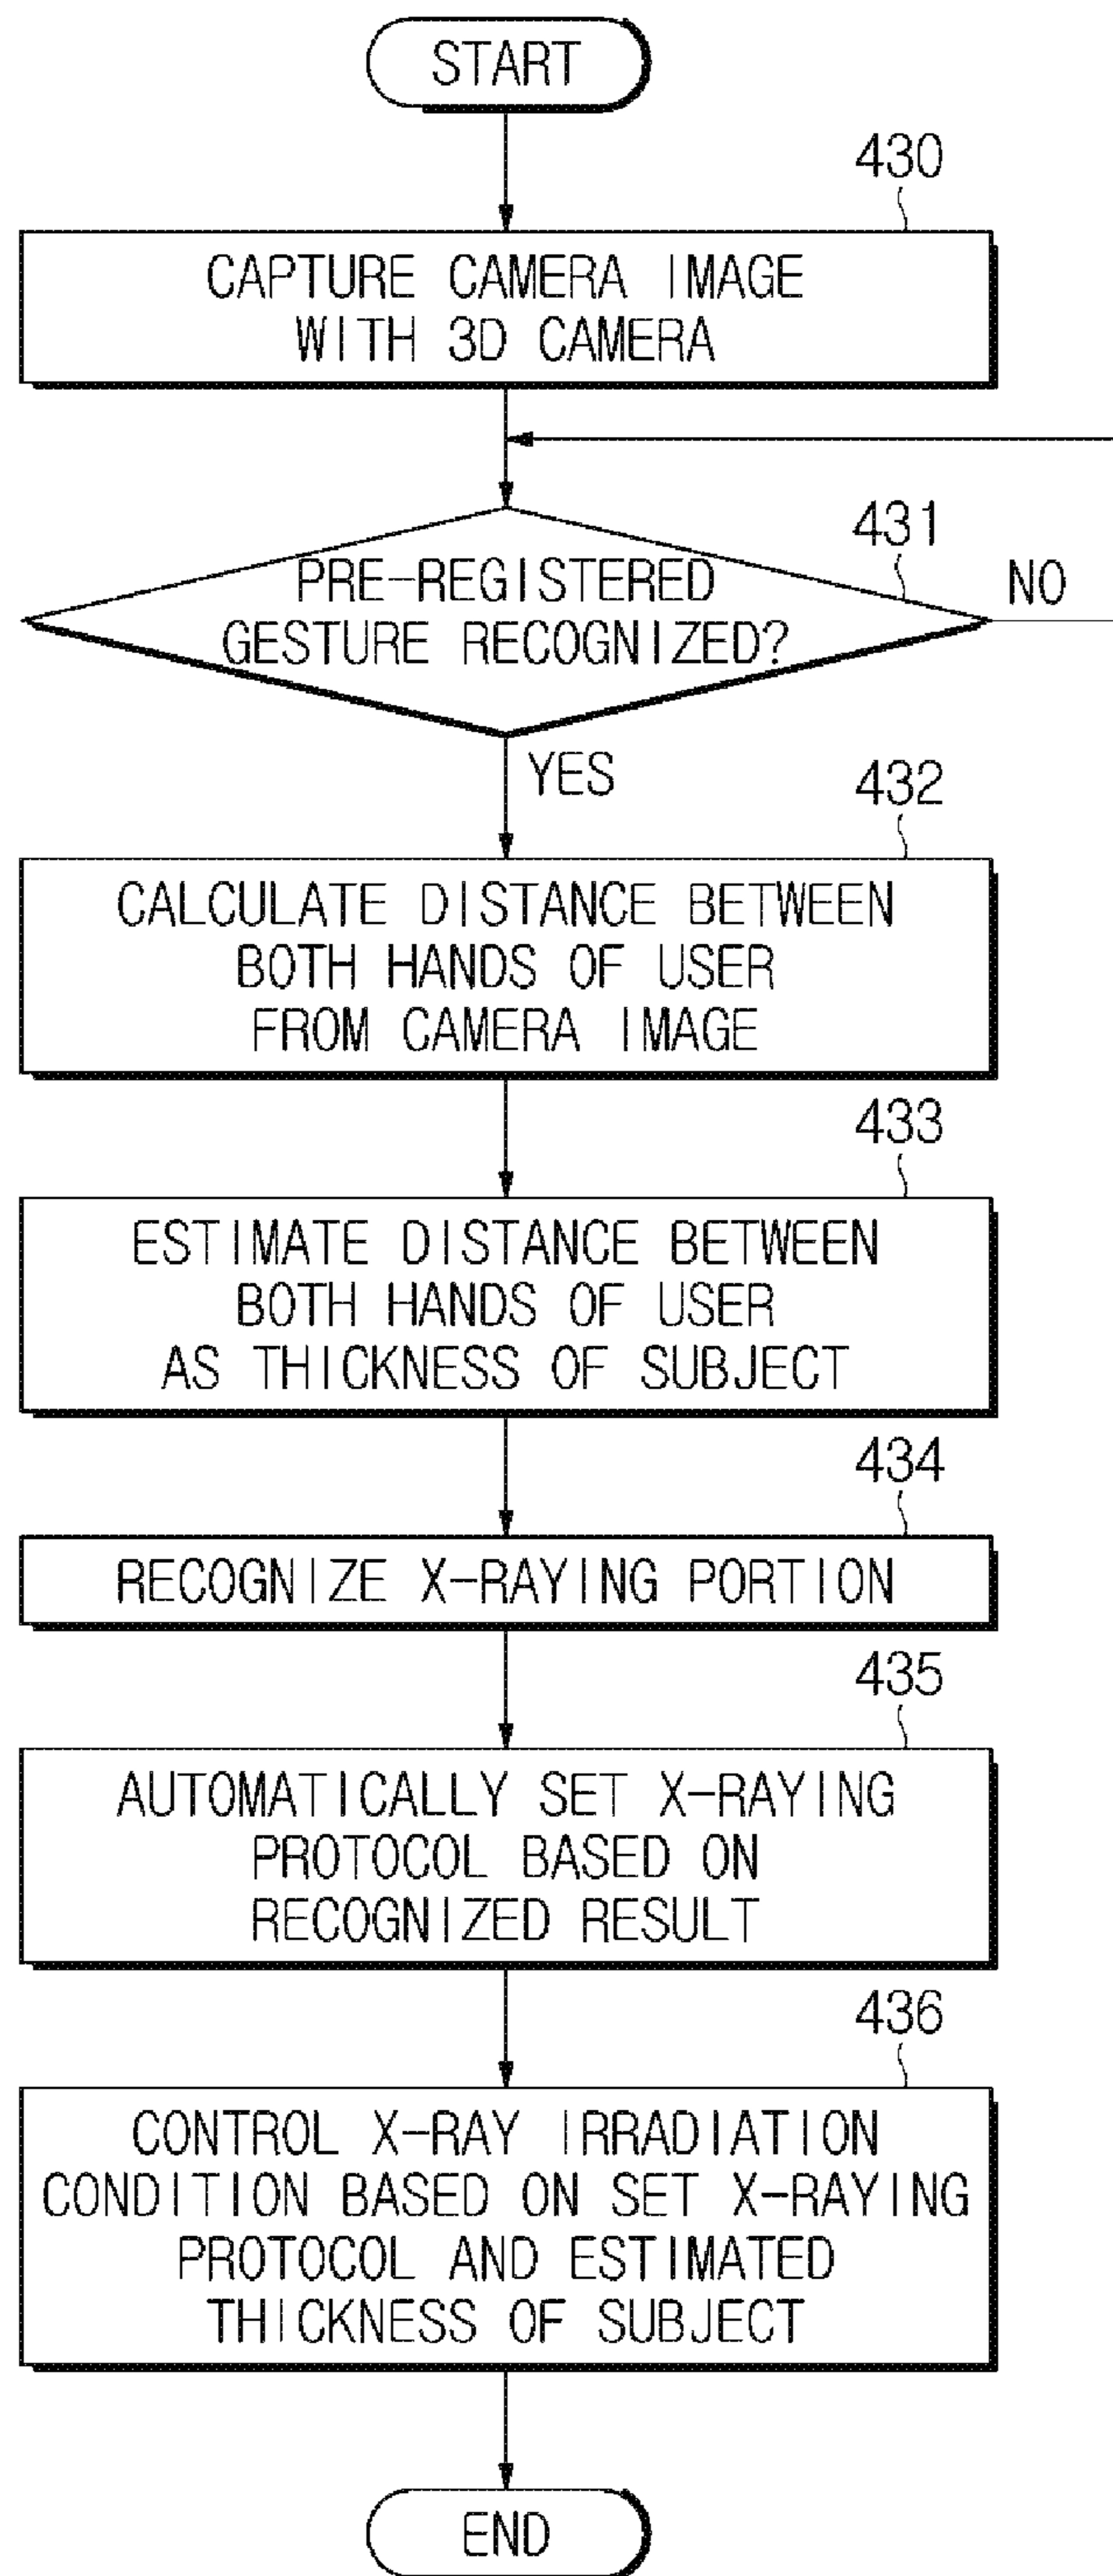 START
430
CAPTURE CAMERA IMAGE
WITH 3D CAMERA
431
PRE-REGISTERED
GESTURE RECOGNIZED?
NO
YES
432
CALCULATE DISTANCE BETWEEN
BOTH HANDS OF USER
FROM CAMERA IMAGE
433
ESTIMATE DISTANCE BETWEEN
BOTH HANDS OF USER
AS THICKNESS OF SUBJECT
434
RECOGNIZE X-RAYING PORTION
435
AUTOMATICALLY SET X-RAYING
PROTOCOL BASED ON
RECOGNIZED RESULT
436
CONTROL X-RAY IRRADIATION
CONDITION BASED ON SET X-RAYING
PROTOCOL AND ESTIMATED
THICKNESS OF SUBJECT
END